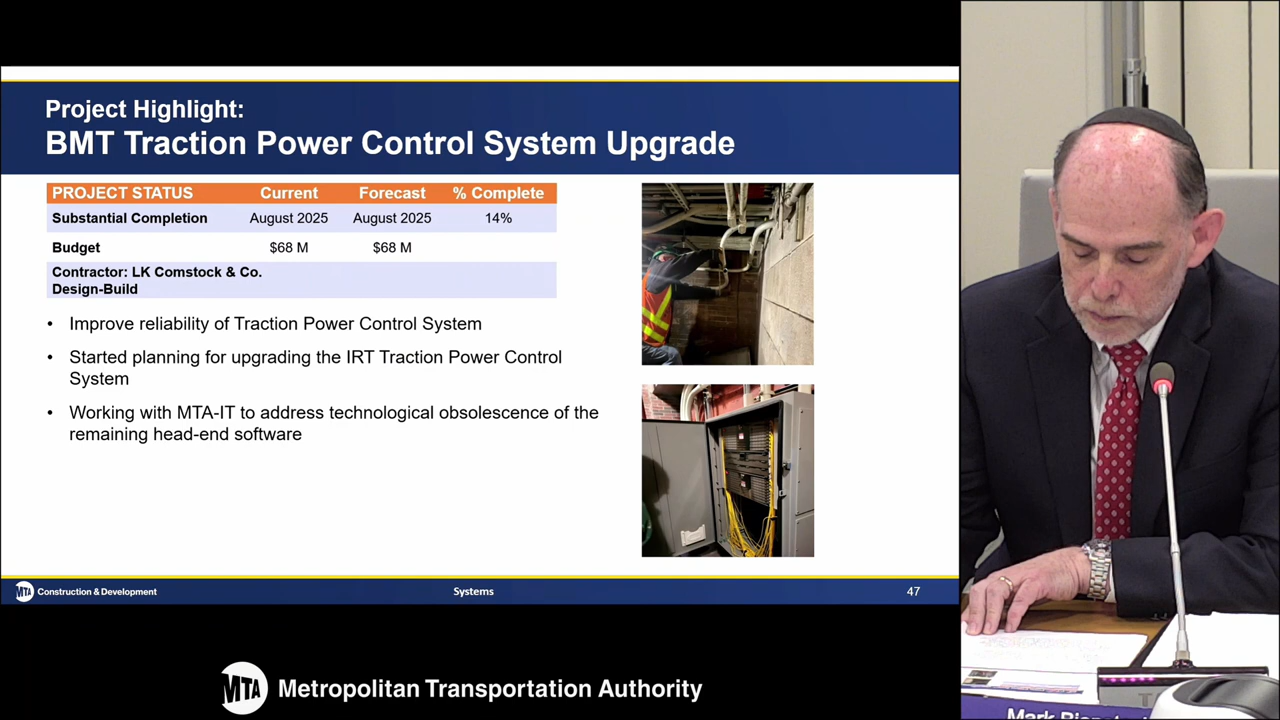 Project Highlight:
BMT Traction Power Control System Upgrade
PROJECT STATUS Current Forecast % Complete
Substantial Completion August 2025 August 2025 14%
Budget $68 M $68 M
Contractor: LK Comstock & Co.
Design-Build
• Improve reliability of Traction Power Control System
• Started planning for upgrading the IRT Traction Power Control
System
• Working with MTA-IT to address technological obsolescence of the
remaining head-end software
MTA Construction & Development
Systems
47
MTA Metropolitan Transportation Authority
Mark